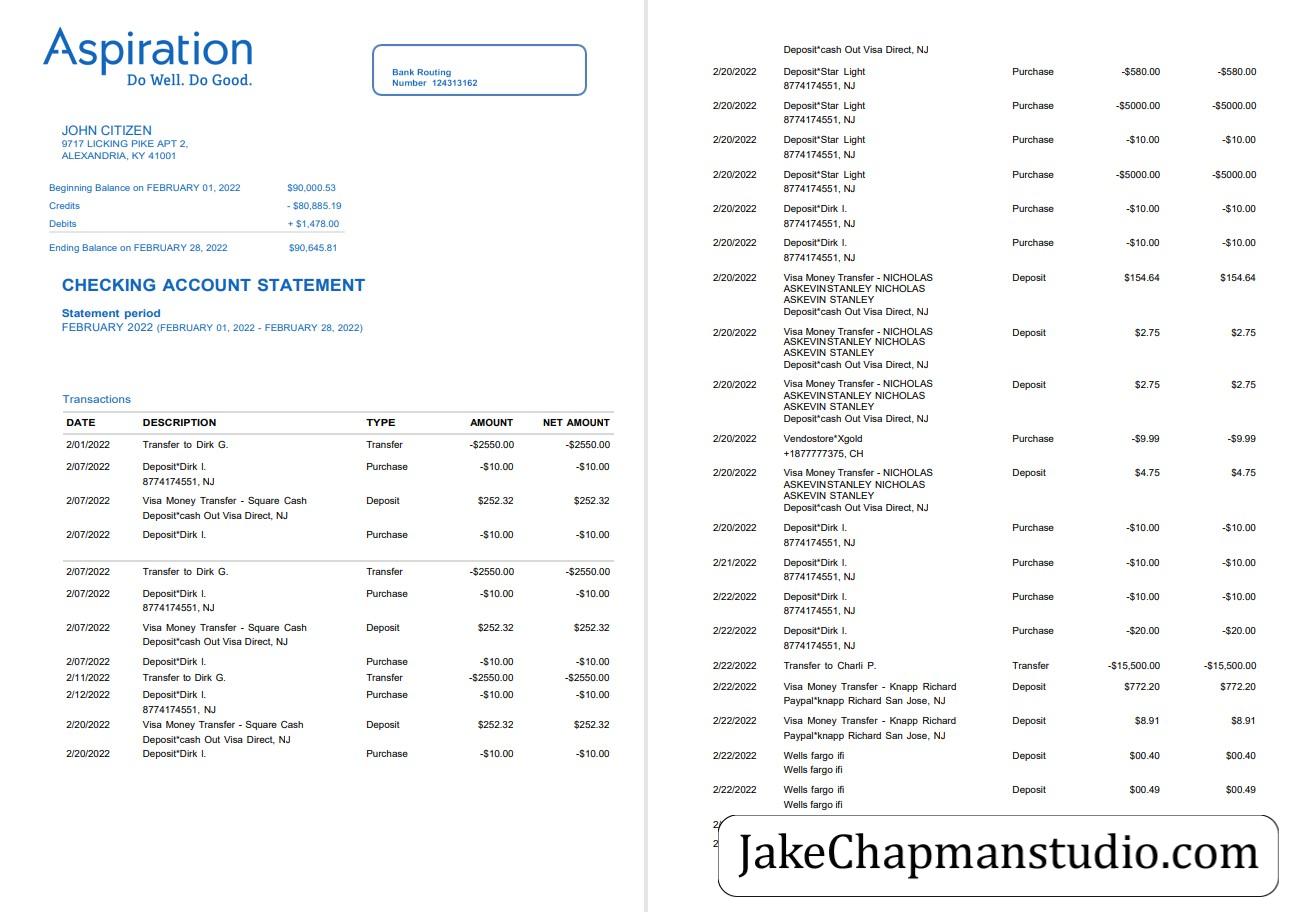 Aspiration
Do Well. Do Good.
Bank Routing
Number 124313162
JOHN CITIZEN
9717 LICKING PIKE APT 2,
ALEXANDRIA, KY 41001
Beginning Balance on FEBRUARY 01, 2022 $90,000.53
Credits - $80,885.19
Debits + $1,478.00
Ending Balance on FEBRUARY 28, 2022 $90,645.81
CHECKING ACCOUNT STATEMENT
Statement period
FEBRUARY 2022 (FEBRUARY 01, 2022 - FEBRUARY 28, 2022)
Transactions
DATE DESCRIPTION TYPE AMOUNT NET AMOUNT
2/01/2022 Transfer to Dirk G. Transfer -$2550.00 -$2550.00
2/07/2022 Deposit*Dirk I. Purchase -$10.00 -$10.00
8774174551, NJ
2/07/2022 Visa Money Transfer - Square Cash Deposit $252.32 $252.32
Deposit*cash Out Visa Direct, NJ
2/07/2022 Deposit*Dirk I. Purchase -$10.00 -$10.00
2/07/2022 Transfer to Dirk G. Transfer -$2550.00 -$2550.00
2/07/2022 Deposit*Dirk I. Purchase -$10.00 -$10.00
8774174551, NJ
2/07/2022 Visa Money Transfer - Square Cash Deposit $252.32 $252.32
Deposit*cash Out Visa Direct, NJ
2/07/2022 Deposit*Dirk I. Purchase -$10.00 -$10.00
2/11/2022 Transfer to Dirk G. Transfer -$2550.00 -$2550.00
2/12/2022 Deposit*Dirk I. Purchase -$10.00 -$10.00
8774174551, NJ
2/20/2022 Visa Money Transfer - Square Cash Deposit $252.32 $252.32
Deposit*cash Out Visa Direct, NJ
2/20/2022 Deposit*Dirk I. Purchase -$10.00 -$10.00
Deposit*cash Out Visa Direct, NJ
2/20/2022 Deposit*Star Light Purchase -$580.00 -$580.00
8774174551, NJ
2/20/2022 Deposit*Star Light Purchase -$5000.00 -$5000.00
8774174551, NJ
2/20/2022 Deposit*Star Light Purchase -$10.00 -$10.00
8774174551, NJ
2/20/2022 Deposit*Star Light Purchase -$5000.00 -$5000.00
8774174551, NJ
2/20/2022 Deposit*Dirk I. Purchase -$10.00 -$10.00
8774174551, NJ
2/20/2022 Deposit*Dirk I. Purchase -$10.00 -$10.00
8774174551, NJ
2/20/2022 Visa Money Transfer - NICHOLAS Deposit $154.64 $154.64
ASKEVINSTANLEY NICHOLAS
ASKEVIN STANLEY
Deposit*cash Out Visa Direct, NJ
2/20/2022 Visa Money Transfer - NICHOLAS Deposit $2.75 $2.75
ASKEVINSTANLEY NICHOLAS
ASKEVIN STANLEY
Deposit*cash Out Visa Direct, NJ
2/20/2022 Visa Money Transfer - NICHOLAS Deposit $2.75 $2.75
ASKEVINSTANLEY NICHOLAS
ASKEVIN STANLEY
Deposit*cash Out Visa Direct, NJ
2/20/2022 Vendostore*Xgold Purchase -$9.99 -$9.99
+1877777375, CH
2/20/2022 Visa Money Transfer - NICHOLAS Deposit $4.75 $4.75
ASKEVINSTANLEY NICHOLAS
ASKEVIN STANLEY
Deposit*cash Out Visa Direct, NJ
2/20/2022 Deposit*Dirk I. Purchase -$10.00 -$10.00
8774174551, NJ
2/21/2022 Deposit*Dirk I. Purchase -$10.00 -$10.00
8774174551, NJ
2/22/2022 Deposit*Dirk I. Purchase -$10.00 -$10.00
8774174551, NJ
2/22/2022 Deposit*Dirk I. Purchase -$20.00 -$20.00
8774174551, NJ
2/22/2022 Transfer to Charli P. Transfer -$15,500.00 -$15,500.00
2/22/2022 Visa Money Transfer - Knapp Richard Deposit $772.20 $772.20
Paypal*knapp Richard San Jose, NJ
2/22/2022 Visa Money Transfer - Knapp Richard Deposit $8.91 $8.91
Paypal*knapp Richard San Jose, NJ
2/22/2022 Wells fargo ifi Deposit $00.40 $00.40
Wells fargo ifi
2/22/2022 Wells fargo ifi Deposit $00.49 $00.49
Wells fargo ifi
JakeChapmanstudio.com